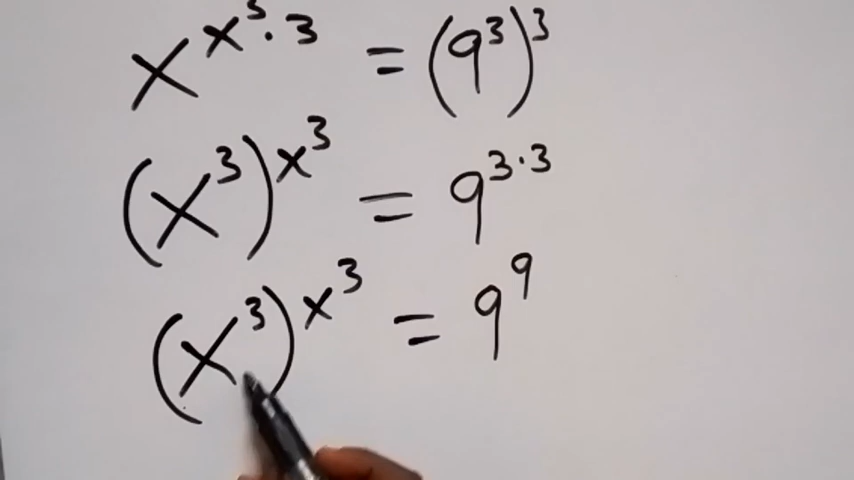 x^{x^3·3} = (9^3)^3
(x^3)^{x^3} = 9^{3·3}
(x^3)^{x^3} = 9^9